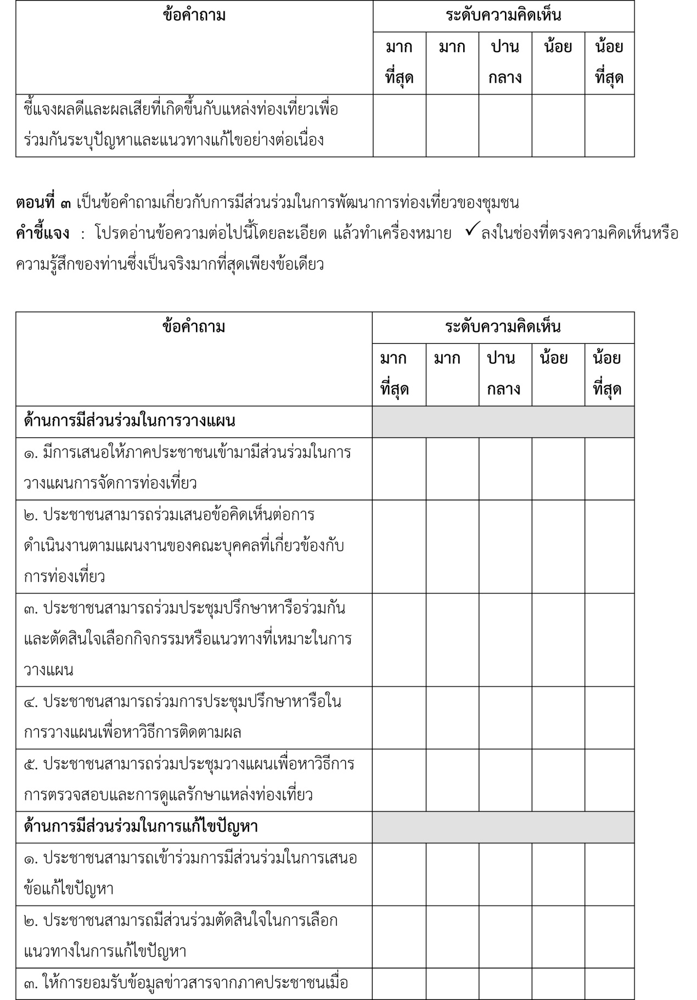 ข้อคำถาม
ระดับความคิดเห็น
มาก
ที่สุด
มาก
ปาน
กลาง
น้อย
น้อย
ที่สุด
ชี้แจงผลดีและผลเสียที่เกิดขึ้นกับแหล่งท่องเที่ยวเพื่อ
ร่วมกันระบุปัญหาและแนวทางแก้ไขอย่างต่อเนื่อง
ตอนที่ ๓ เป็นข้อคำถามเกี่ยวกับการมีส่วนร่วมในการพัฒนาการท่องเที่ยวของชุมชน
คำชี้แจง : โปรดอ่านข้อความต่อไปนี้โดยละเอียด แล้วทำเครื่องหมาย ✓ลงในช่องที่ตรงความคิดเห็นหรือ
ความรู้สึกของท่านซึ่งเป็นจริงมากที่สุดเพียงข้อเดียว
ข้อคำถาม
ระดับความคิดเห็น
มาก
ที่สุด
มาก
ปาน
กลาง
น้อย
น้อย
ที่สุด
ด้านการมีส่วนร่วมในการวางแผน
๑. มีการเสนอให้ภาคประชาชนเข้ามามีส่วนร่วมในการ
วางแผนการจัดการท่องเที่ยว
๒. ประชาชนสามารถร่วมเสนอข้อคิดเห็นต่อการ
ดำเนินงานตามแผนงานของคณะบุคคลที่เกี่ยวข้องกับ
การท่องเที่ยว
๓. ประชาชนสามารถร่วมประชุมปรึกษาหารือร่วมกัน
และตัดสินใจเลือกกิจกรรมหรือแนวทางที่เหมาะในการ
วางแผน
๔. ประชาชนสามารถร่วมการประชุมปรึกษาหารือใน
การวางแผนเพื่อหาวิธีการติดตามผล
๕. ประชาชนสามารถร่วมประชุมวางแผนเพื่อหาวิธีการ
การตรวจสอบและการดูแลรักษาแหล่งท่องเที่ยว
ด้านการมีส่วนร่วมในการแก้ไขปัญหา
๑. ประชาชนสามารถเข้าร่วมการมีส่วนร่วมในการเสนอ
ข้อแก้ไขปัญหา
๒. ประชาชนสามารถมีส่วนร่วมตัดสินใจในการเลือก
แนวทางในการแก้ไขปัญหา
๓. ให้การยอมรับข้อมูลข่าวสารจากภาคประชาชนเมื่อ